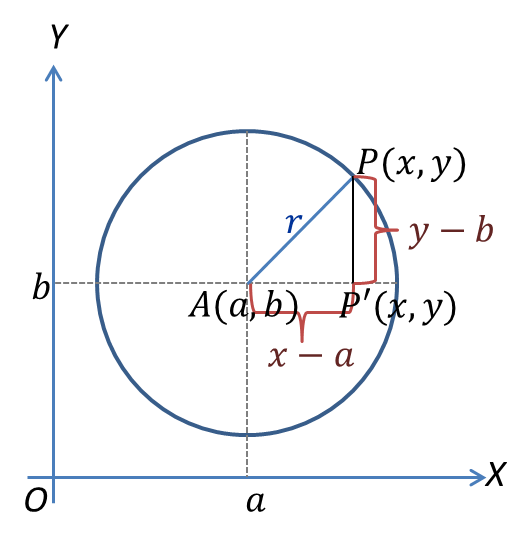 Y
P(x, y)
r
y − b
b
A(a, b)
P′(x, y)
x − a
X
O
a